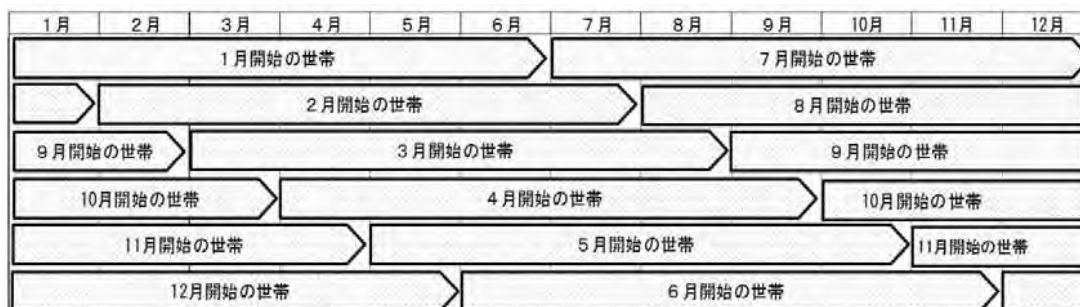 1月 2月 3月 4月 5月 6月 7月 8月 9月 10月 11月 12月
1月開始の世帯 7月開始の世帯
2月開始の世帯 8月開始の世帯
9月開始の世帯 3月開始の世帯 9月開始の世帯
10月開始の世帯 4月開始の世帯 10月開始の世帯
11月開始の世帯 5月開始の世帯 11月開始の世帯
12月開始の世帯 6月開始の世帯